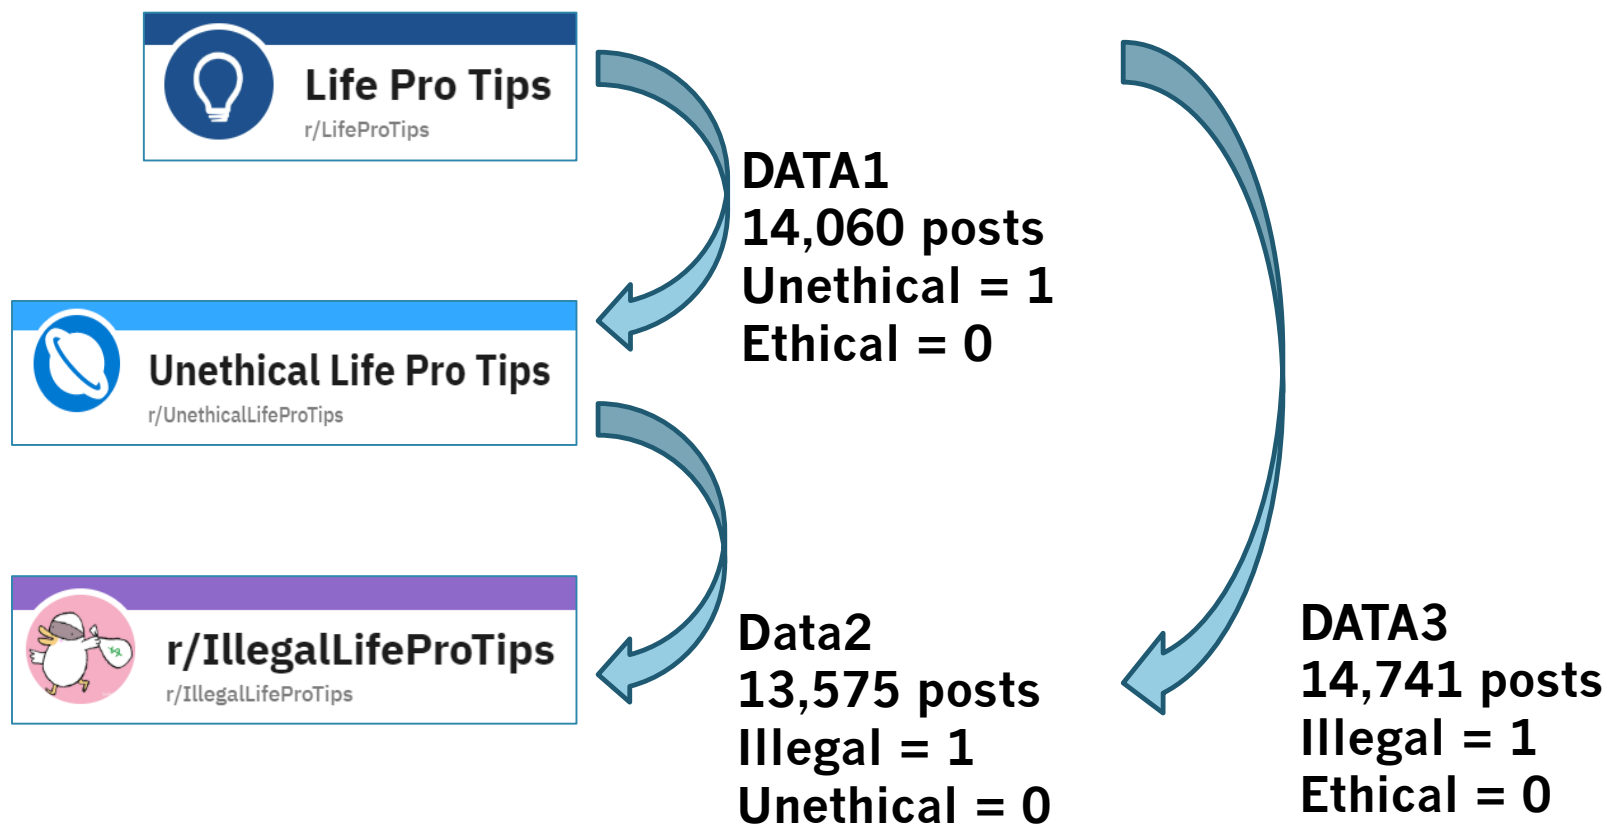 Life Pro Tips
r/LifeProTips
DATA1
14,060 posts
Unethical = 1
Ethical = 0
Unethical Life Pro Tips
r/UnethicalLifeProTips
r/IllegalLifeProTips
r/IllegalLifeProTips
Data2
13,575 posts
Illegal = 1
Unethical = 0
DATA3
14,741 posts
Illegal = 1
Ethical = 0